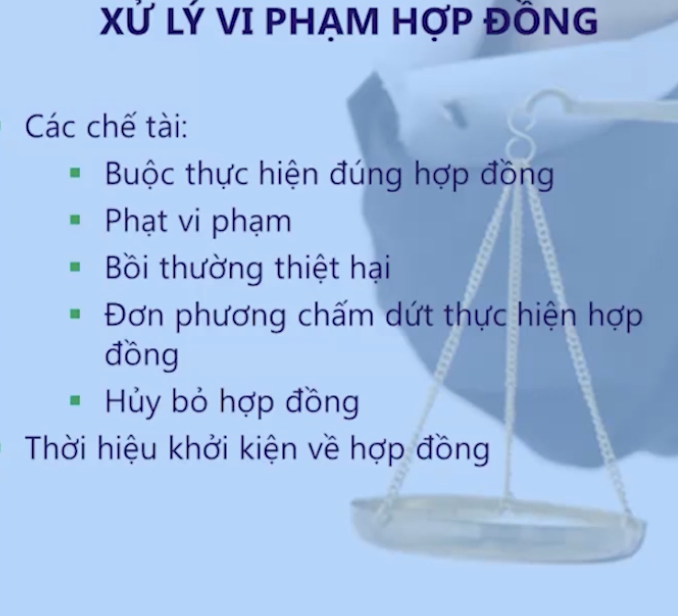 XỬ LÝ VI PHẠM HỢP ĐỒNG
Các chế tài:
Buộc thực hiện đúng hợp đồng
Phạt vi phạm
Bồi thường thiệt hại
Đơn phương chấm dứt thực hiện hợp
đồng
Hủy bỏ hợp đồng
Thời hiệu khởi kiện về hợp đồng